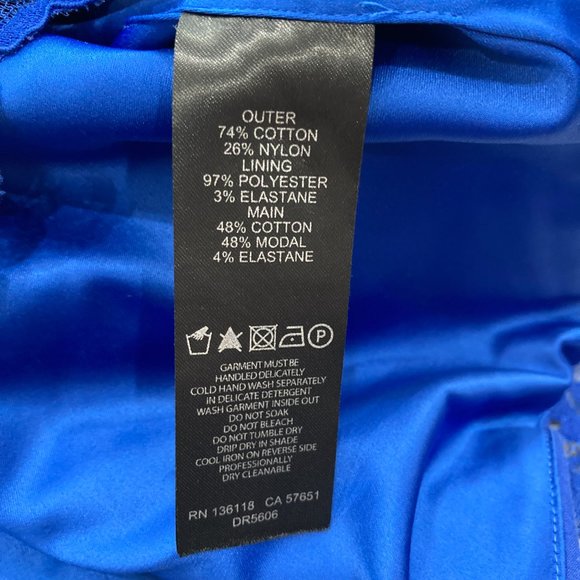 OUTER
74% COTTON
26% NYLON
LINING
97% POLYESTER
3% ELASTANE
MAIN
48% COTTON
48% MODAL
4% ELASTANE
P
GARMENT MUST BE
HANDLED DELICATELY
COLD HAND WASH SEPARATELY
IN DELICATE DETERGENT
WASH GARMENT INSIDE OUT
DO NOT SOAK
DO NOT BLEACH
DO NOT TUMBLE DRY
DRIP DRY IN SHADE
COOL IRON ON REVERSE SIDE
PROFESSIONALLY
DRY CLEANABLE
RN 136118 CA 57651
DR5606